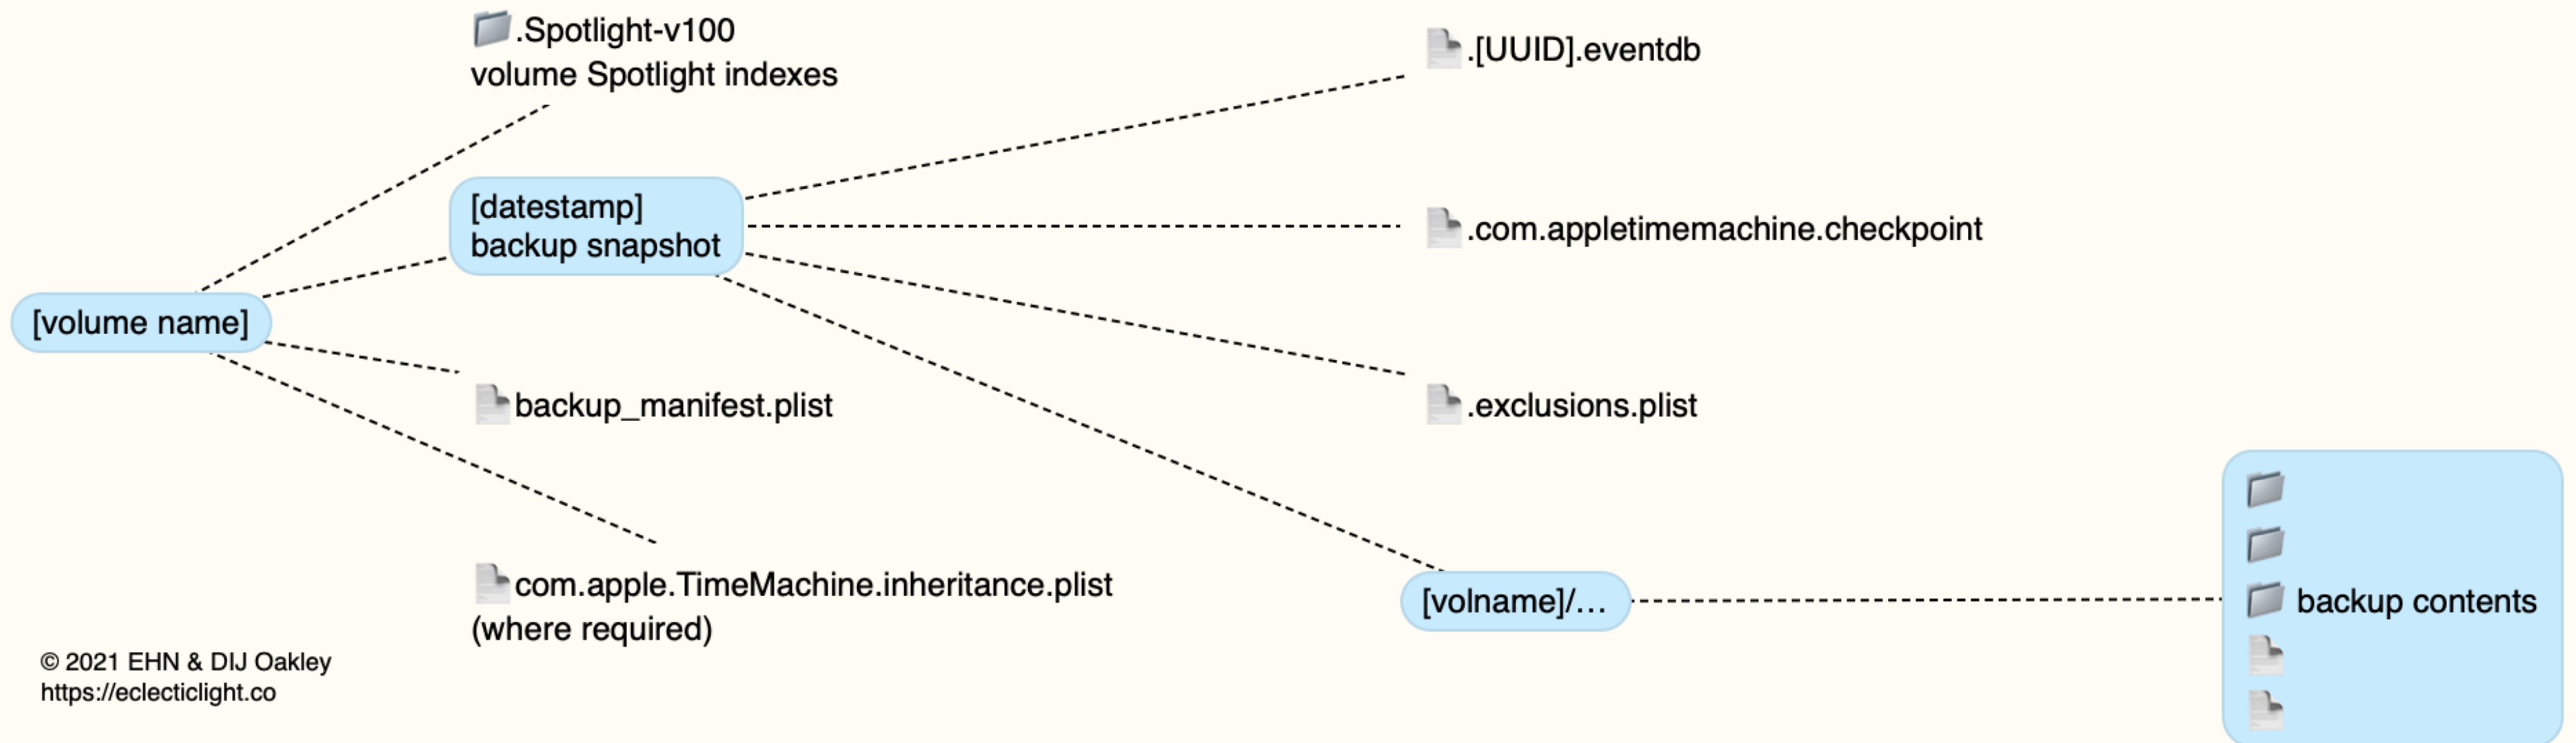 .Spotlight-v100
volume Spotlight indexes
.[UUID].eventdb
[datestamp]
backup snapshot
.com.appletimemachine.checkpoint
[volume name]
backup_manifest.plist
.exclusions.plist
com.apple.TimeMachine.inheritance.plist
(where required)
[volname]/…
backup contents
© 2021 EHN & DIJ Oakley
https://eclecticlight.co